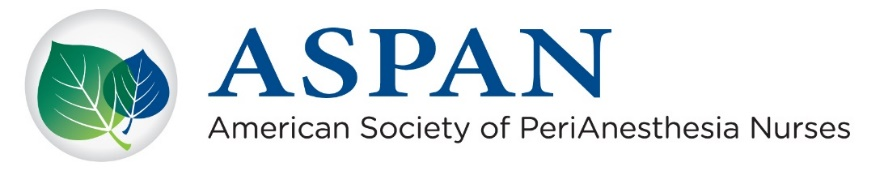 ASPAN
American Society of PeriAnesthesia Nurses